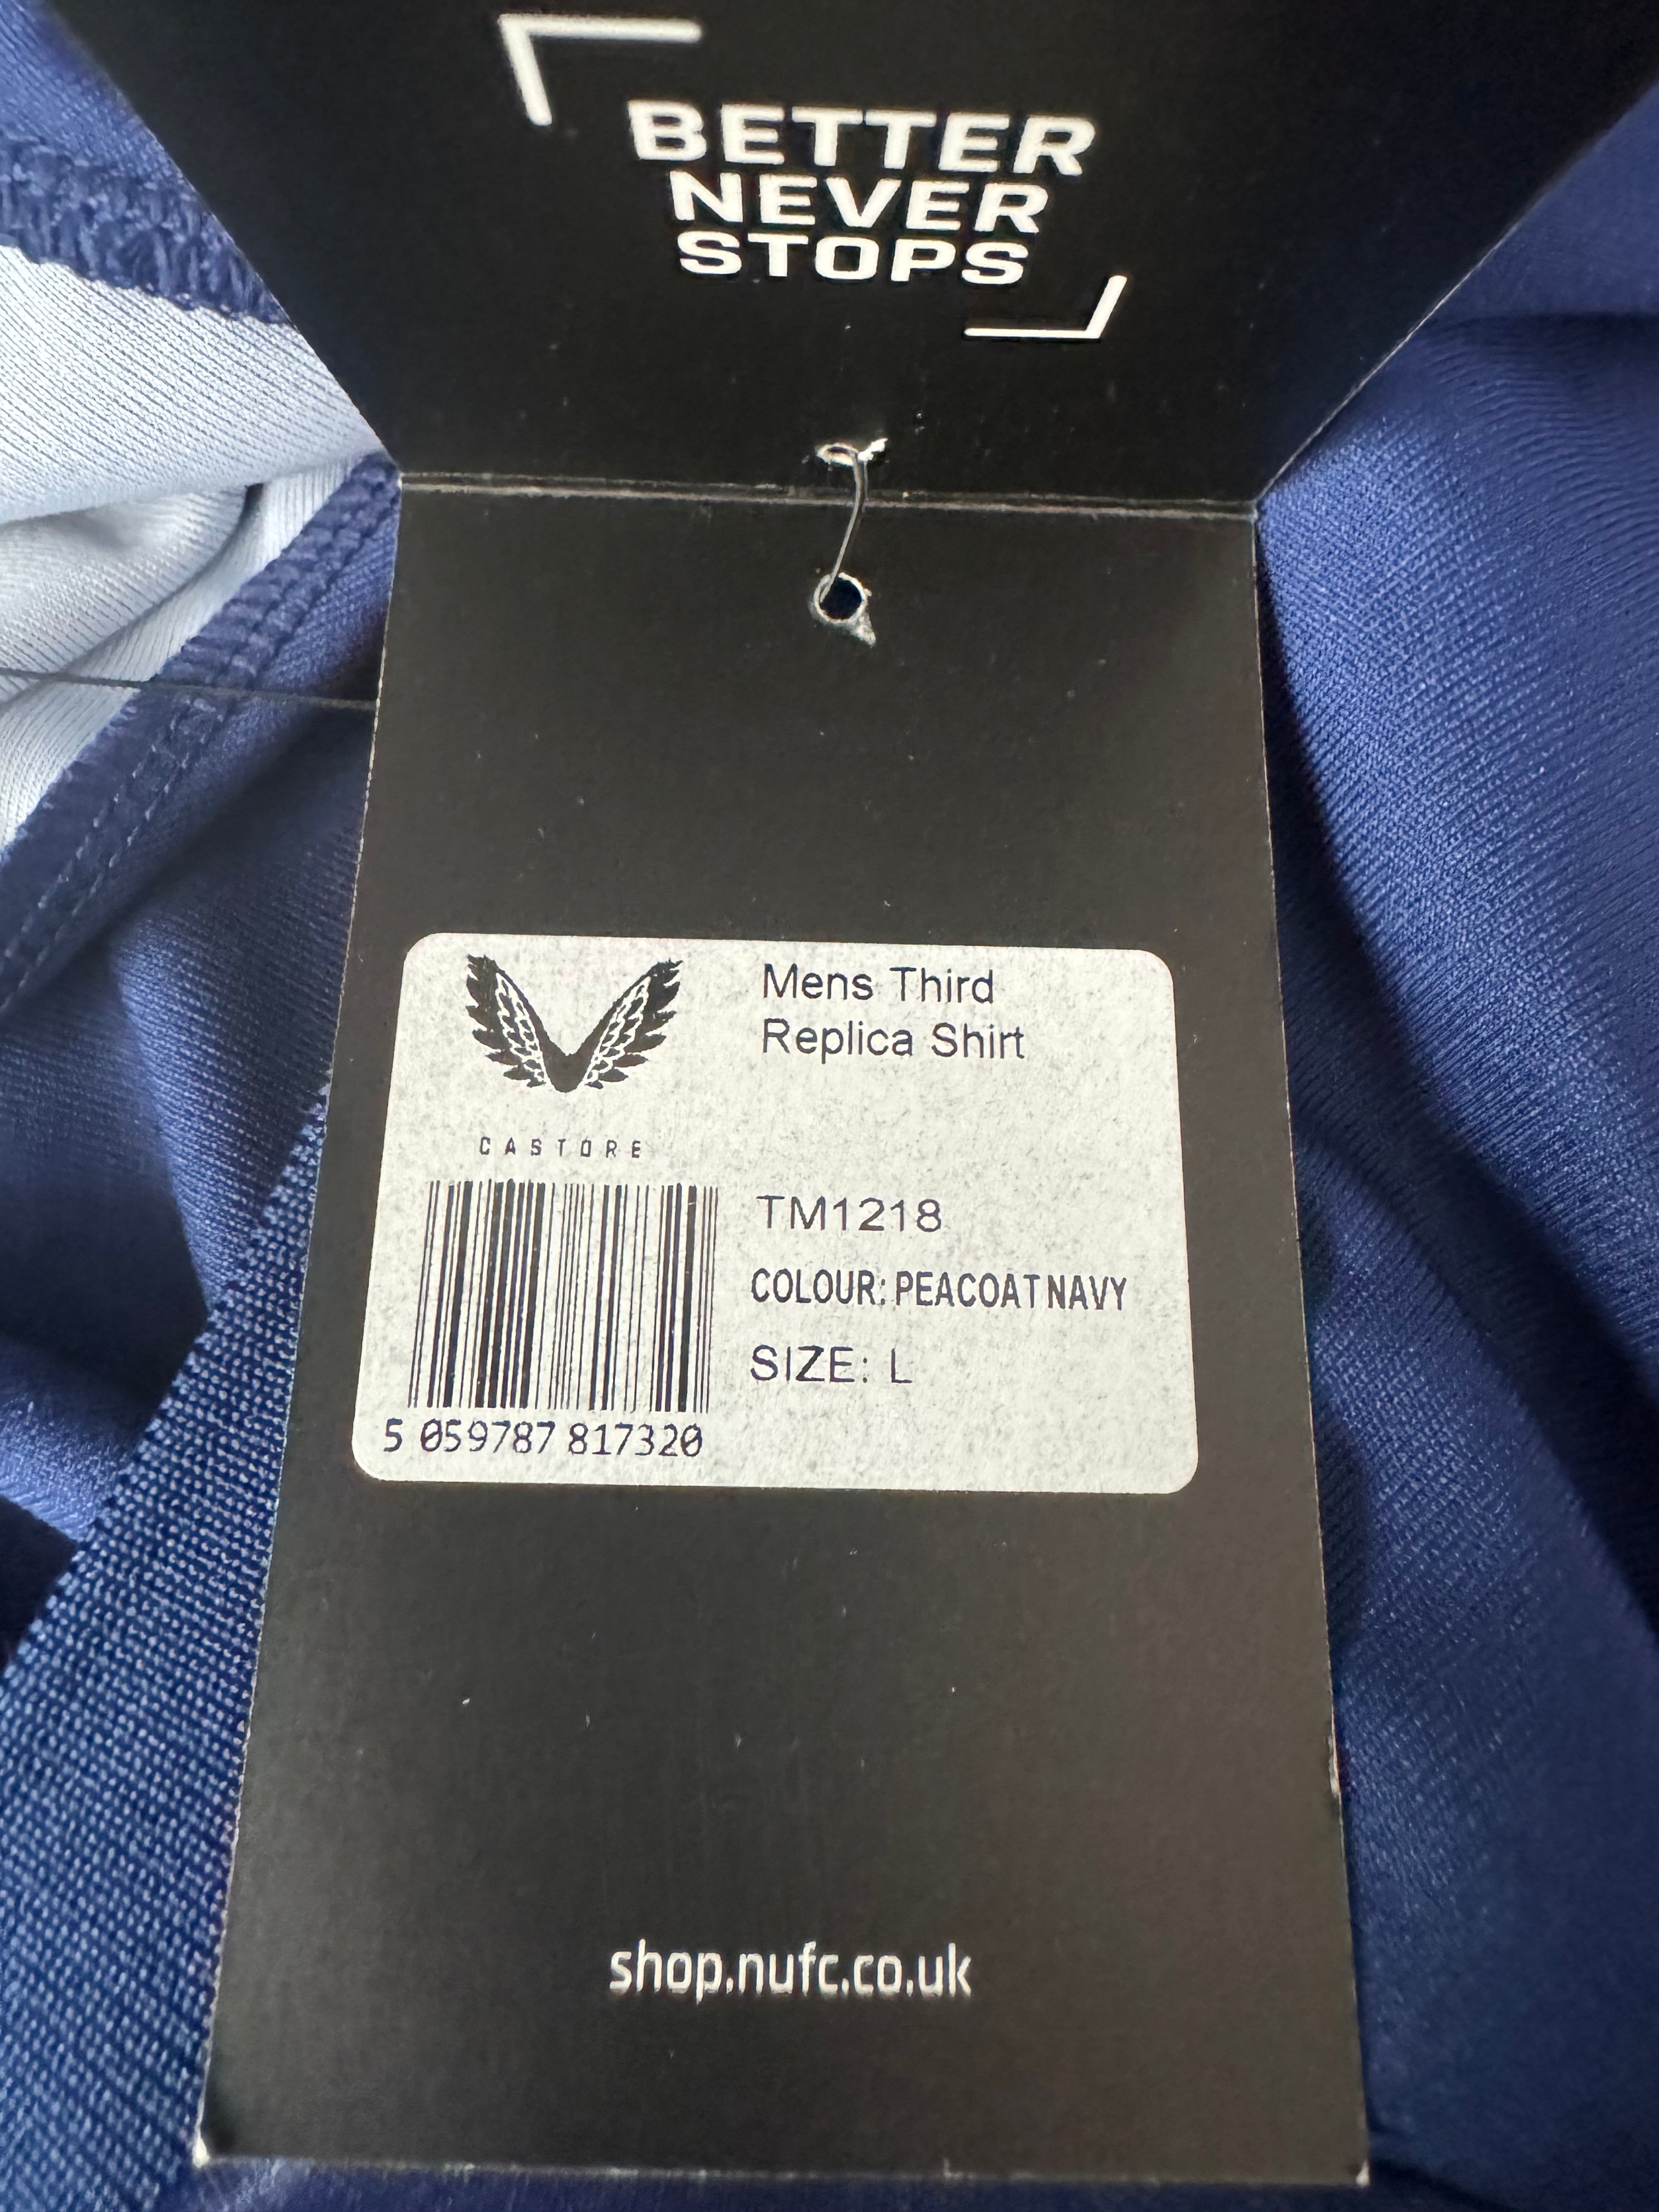 BETTER
NEVER
STOPS
Mens Third
Replica Shirt
CASTORE
TM1218
COLOUR: PEACOAT NAVY
SIZE: L
5 059787 817320
shop.nufc.co.uk